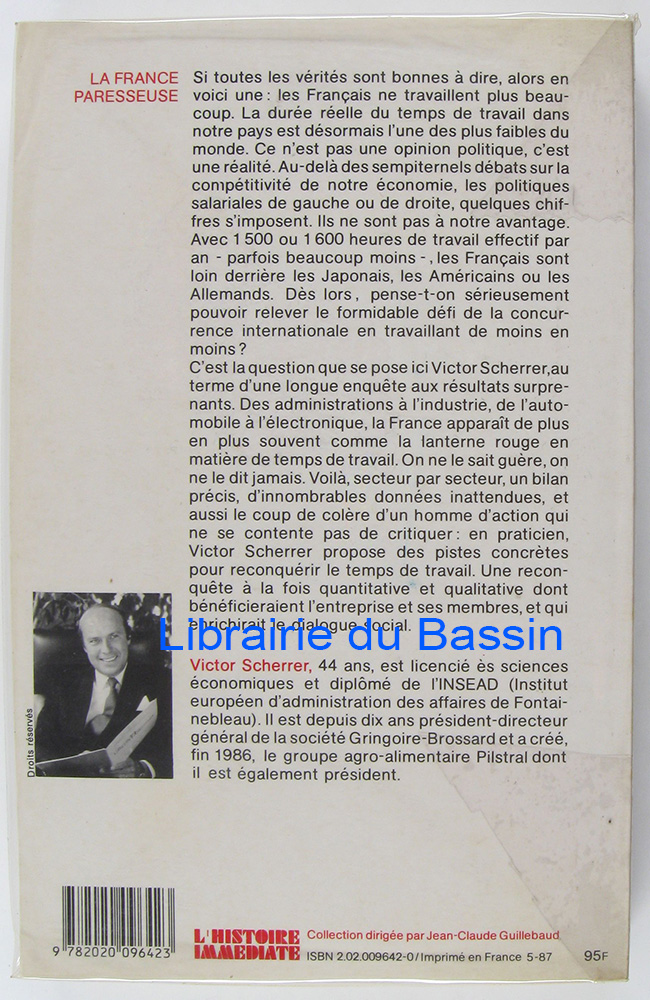 LA FRANCE
PARESSEUSE
Si toutes les vérités sont bonnes à dire, alors en
voici une : les Français ne travaillent plus beau-
coup. La durée réelle du temps de travail dans
notre pays est désormais l'une des plus faibles du
monde. Ce n'est pas une opinion politique, c'est
une réalité. Au-delà des sempiternels débats sur la
compétitivité de notre économie, les politiques
salariales de gauche ou de droite, quelques chif-
fres s'imposent. Ils ne sont pas à notre avantage.
Avec 1 500 ou 1 600 heures de travail effectif par
an - parfois beaucoup moins -, les Français sont
loin derrière les Japonais, les Américains ou les
Allemands. Dès lors, pense-t-on sérieusement
pouvoir relever le formidable défi de la concur-
rence internationale en travaillant de moins en
moins ?
C'est la question que se pose ici Victor Scherrer, au
terme d'une longue enquête aux résultats surpre-
nants. Des administrations à l'industrie, de l'auto-
mobile à l'électronique, la France apparaît de plus
en plus souvent comme la lanterne rouge en
matière de temps de travail. On ne le sait guère, on
ne le dit jamais. Voilà, secteur par secteur, un bilan
précis, d'innombrables données inattendues, et
aussi le coup de colère d'un homme d'action qui
ne se contente pas de critiquer : en praticien,
Victor Scherrer propose des pistes concrètes
pour reconquérir le temps de travail. Une recon-
quête à la fois quantitative et qualitative dont
bénéficieraient l'entreprise et ses membres, et qui
enrichirait le dialogue social.
Librairie du Bassin
Victor Scherrer, 44 ans, est licencié ès sciences
économiques et diplômé de l'INSEAD (Institut
européen d'administration des affaires de Fontai-
nebleau). Il est depuis dix ans président-directeur
général de la société Gringoire-Brossard et a créé,
fin 1986, le groupe agro-alimentaire Pilstral dont
il est également président.
Droits réservés
9 782020 096423
L'HISTOIRE
IMMEDIATE
Collection dirigée par Jean-Claude Guillebaud
ISBN 2.02.009642-0/Imprimé en France 5-87
95F